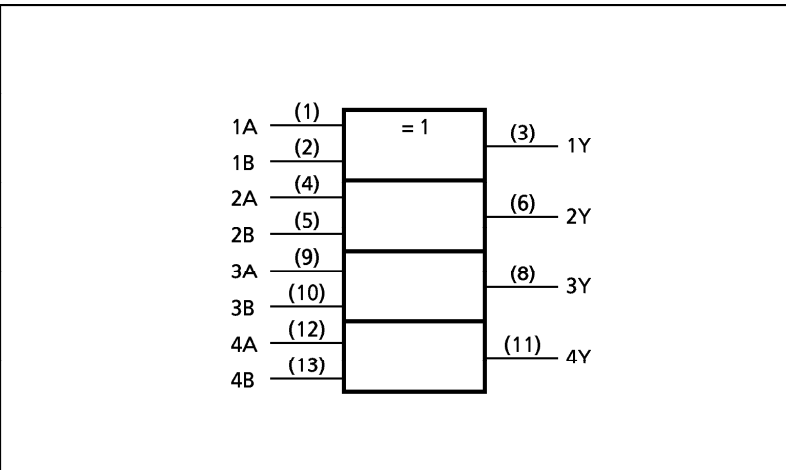 1A (1) = 1 (3) 1Y
1B (2)
2A (4) (6) 2Y
2B (5)
3A (9) (8) 3Y
3B (10)
4A (12) (11) 4Y
4B (13)